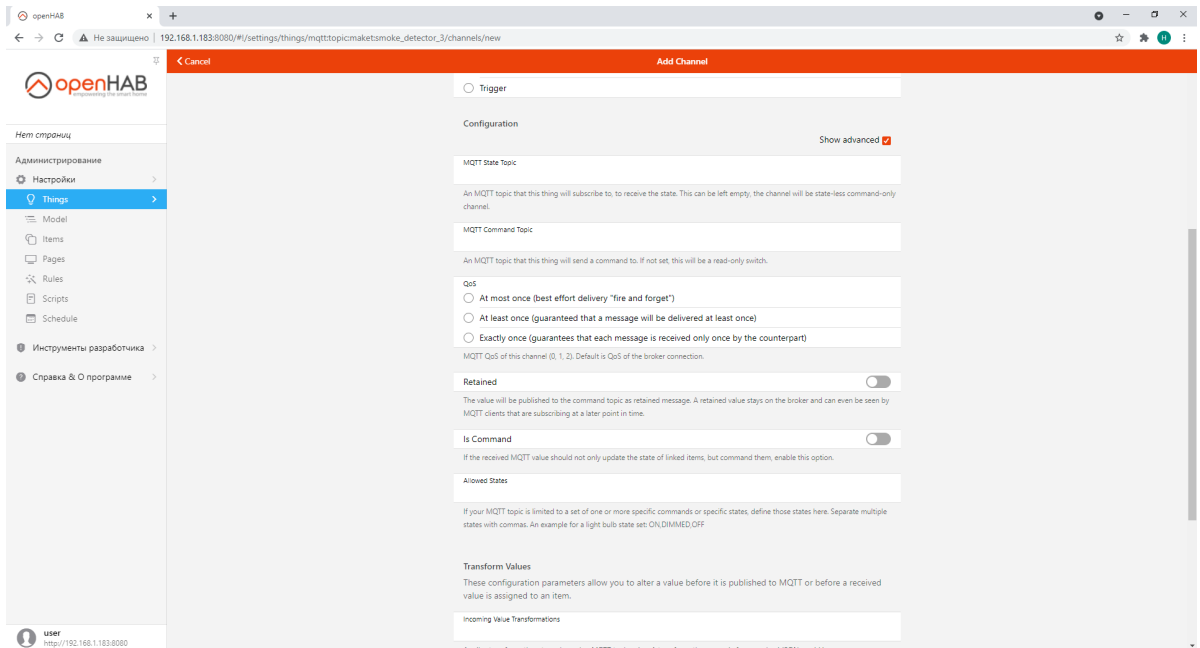 openHAB
Не защищено | 192.168.1.183:8080/#!/settings/things/mqtt:topic:maket:smoke_detector_3/channels/new
H
Cancel
Add Channel
openHAB
empowering the smart home
Нет страниц
Администрирование
Настройки
Things
Model
Items
Pages
Rules
Scripts
Schedule
Инструменты разработчика
Справка & О программе
user
http://192.168.1.183:8080
Trigger
Configuration
Show advanced
MQTT State Topic
An MQTT topic that this thing will subscribe to, to receive the state. This can be left empty, the channel will be state-less command-only
channel.
MQTT Command Topic
An MQTT topic that this thing will send a command to. If not set, this will be a read-only switch.
QoS
At most once (best effort delivery "fire and forget")
At least once (guaranteed that a message will be delivered at least once)
Exactly once (guarantees that each message is received only once by the counterpart)
MQTT QoS of this channel (0, 1, 2). Default is QoS of the broker connection.
Retained
The value will be published to the command topic as retained message. A retained value stays on the broker and can even be seen by
MQTT clients that are subscribing at a later point in time.
Is Command
If the received MQTT value should not only update the state of linked items, but command them, enable this option.
Allowed States
If your MQTT topic is limited to a set of one or more specific commands or specific states, define those states here. Separate multiple
states with commas. An example for a light bulb state set: ON,DIMMED,OFF
Transform Values
These configuration parameters allow you to alter a value before it is published to MQTT or before a received
value is assigned to an item.
Incoming Value Transformations